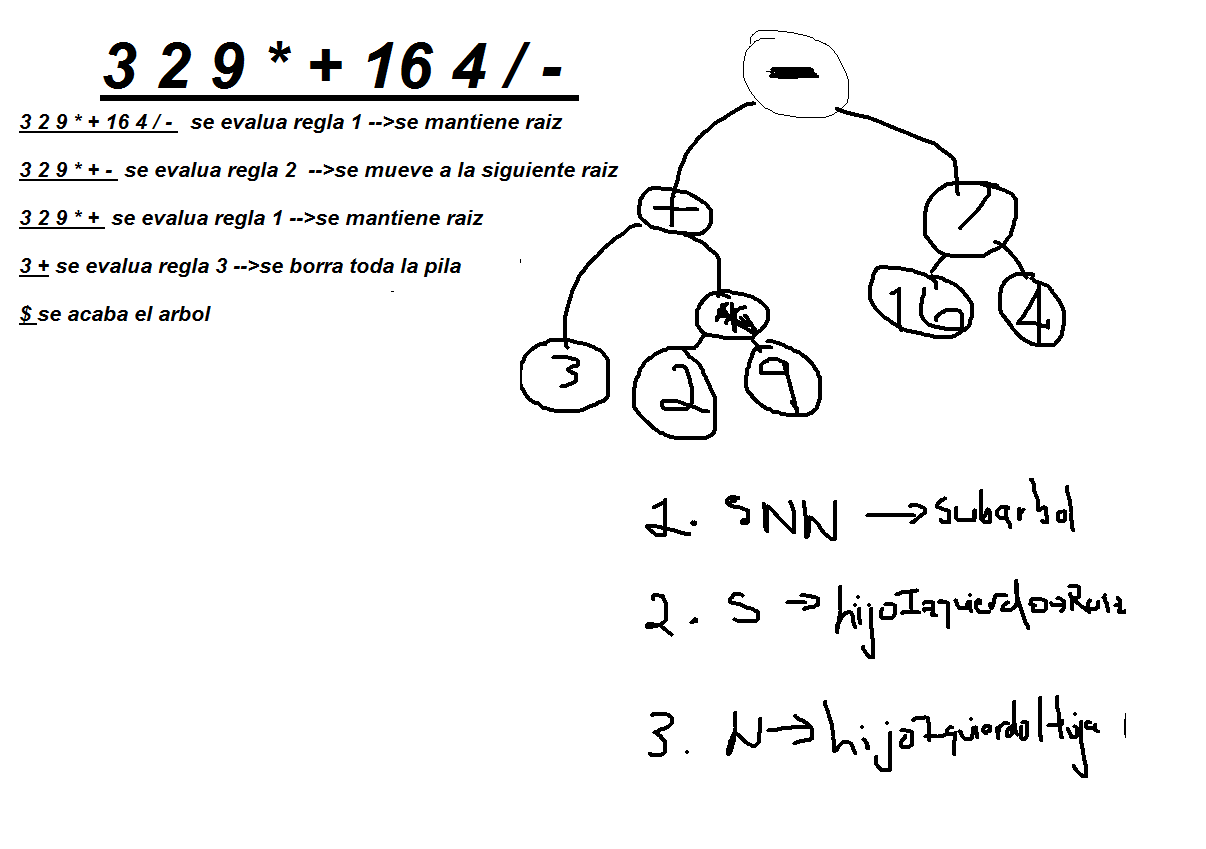 3 2 9 * + 16 4 / -
3 2 9 * + 16 4 / - se evalua regla 1 -->se mantiene raiz
3 2 9 * + - se evalua regla 2 -->se mueve a la siguiente raiz
3 2 9 * + se evalua regla 1 -->se mantiene raiz
3 + se evalua regla 3 -->se borra toda la pila
$ se acaba el arbol
-
+ /
* 16 4
3 2 9
1. SNN → subarbol
2. S → hijoIzquierdo→Raiz
3. N → hijoIzquierdo|Hoja